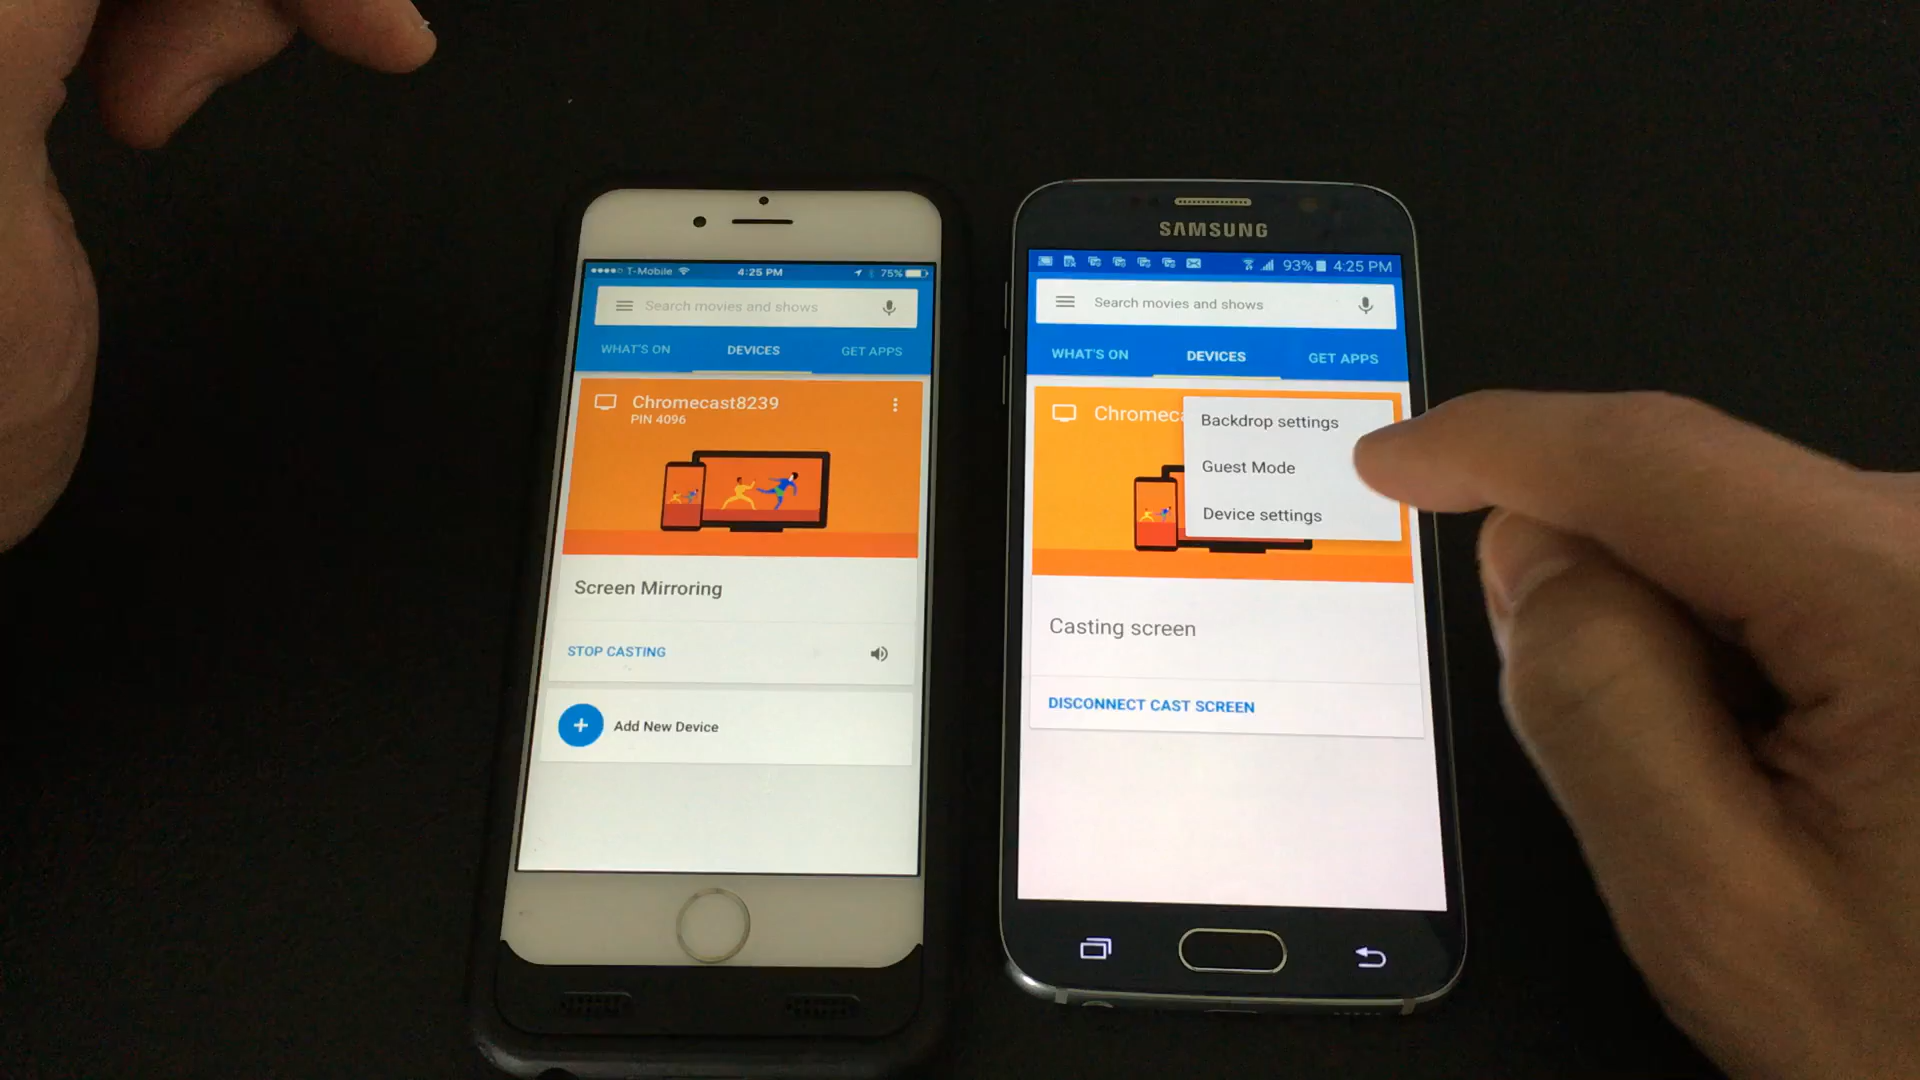 T-Mobile 4:25 PM 75%
Search movies and shows
WHAT'S ON DEVICES GET APPS
Chromecast8239
PIN 4096
Screen Mirroring
STOP CASTING
Add New Device
SAMSUNG
93% 4:25 PM
Search movies and shows
WHAT'S ON DEVICES GET APPS
Chromeca
Backdrop settings
Guest Mode
Device settings
Casting screen
DISCONNECT CAST SCREEN